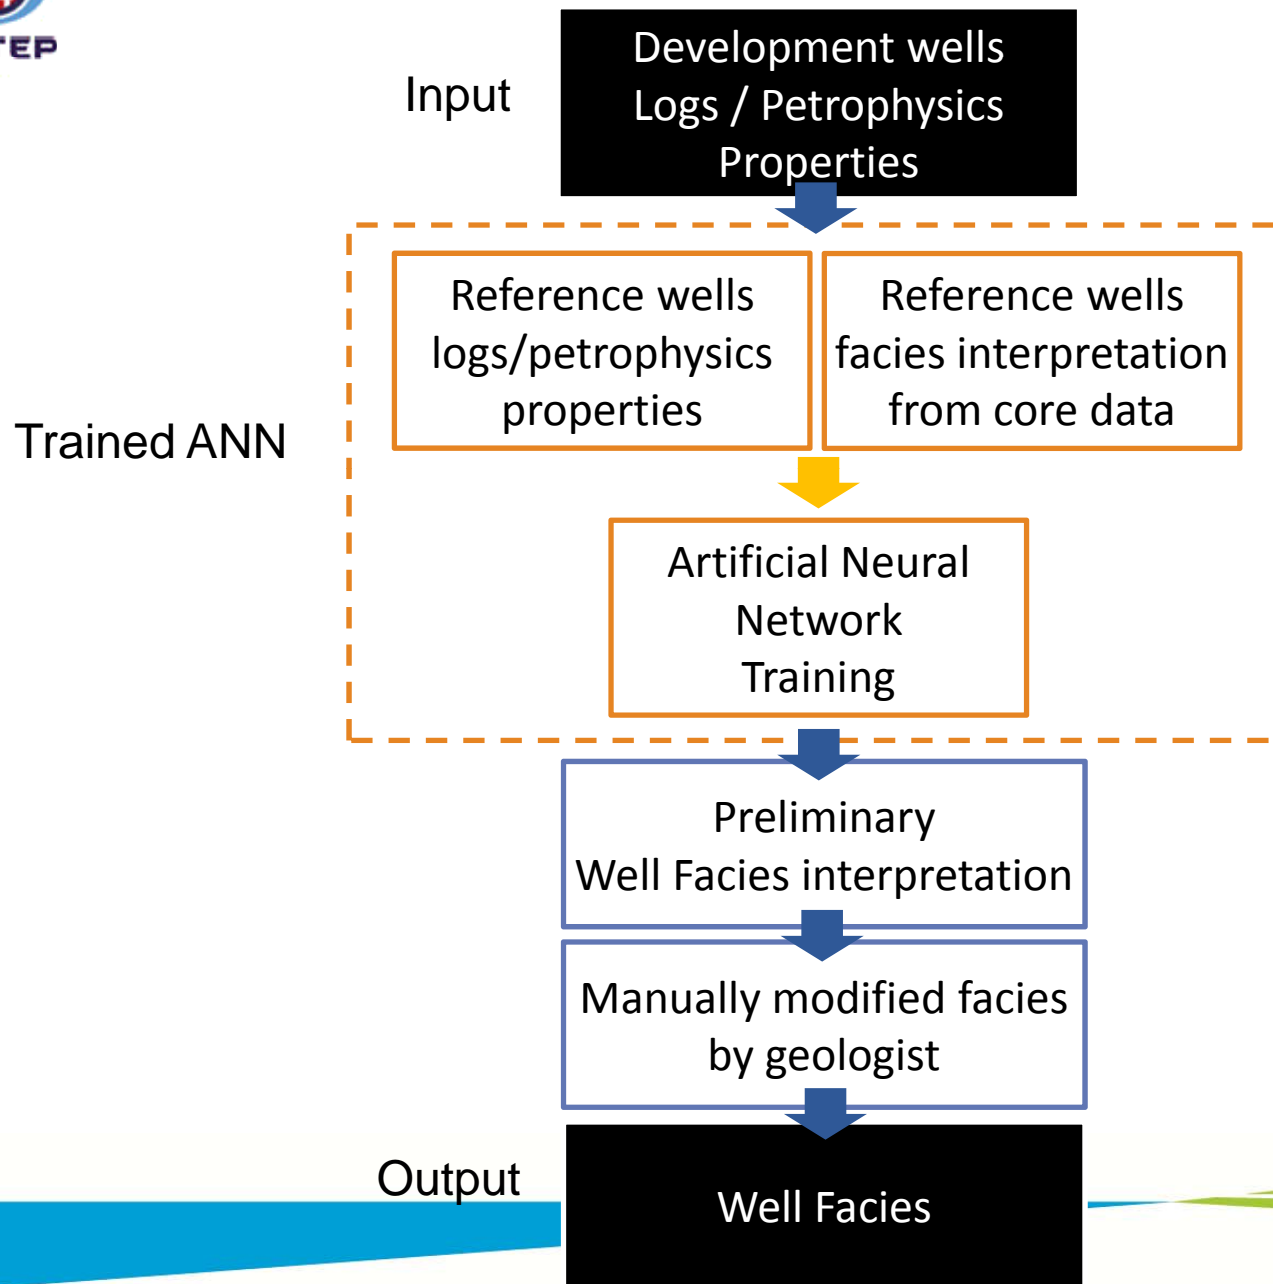 TEP
Input
Development wells
Logs / Petrophysics
Properties
Trained ANN
Reference wells
logs/petrophysics
properties
Reference wells
facies interpretation
from core data
Artificial Neural
Network
Training
Preliminary
Well Facies interpretation
Manually modified facies
by geologist
Output
Well Facies